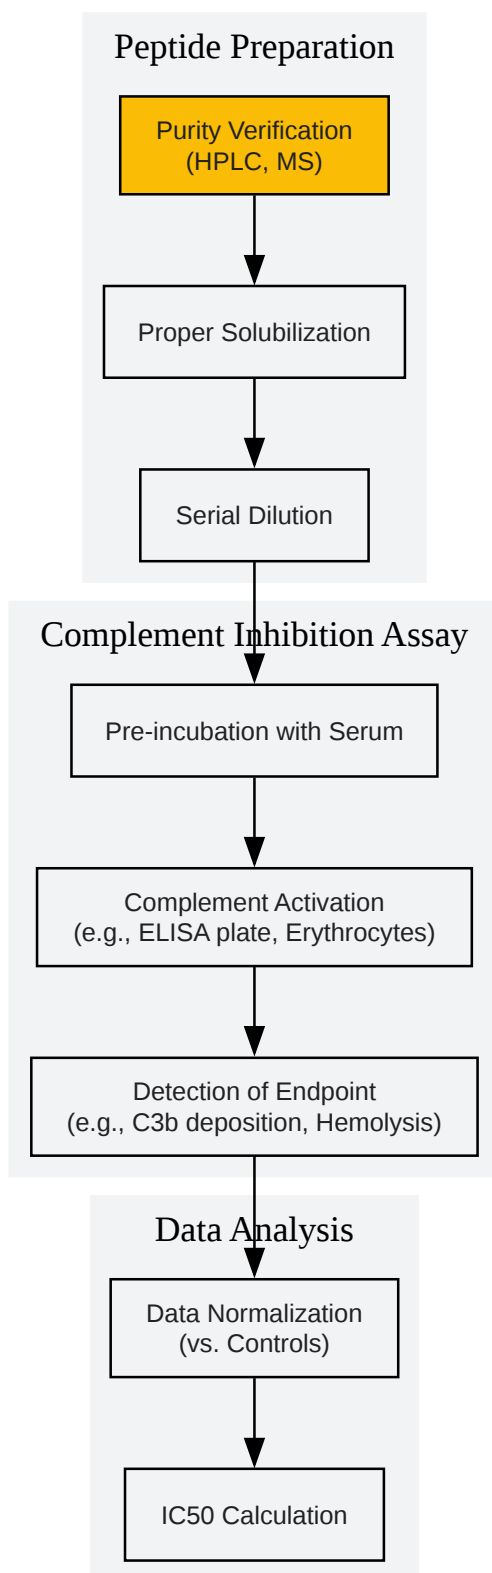 Peptide Preparation
Purity Verification
(HPLC, MS)
Proper Solubilization
Serial Dilution
Complement Inhibition Assay
Pre-incubation with Serum
Complement Activation
(e.g., ELISA plate, Erythrocytes)
Detection of Endpoint
(e.g., C3b deposition, Hemolysis)
Data Analysis
Data Normalization
(vs. Controls)
IC50 Calculation